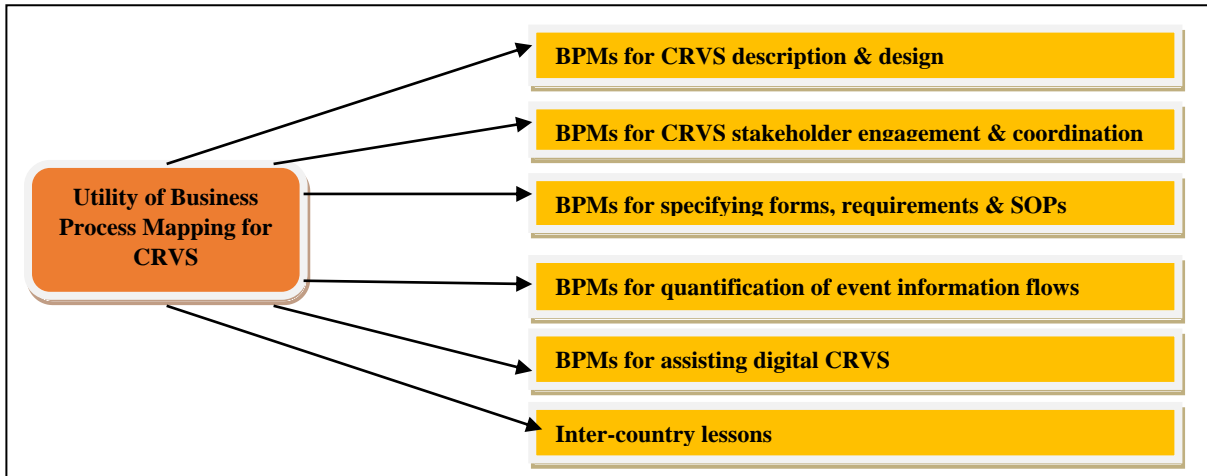 BPMs for CRVS description & design
BPMs for CRVS stakeholder engagement & coordination
Utility of Business
Process Mapping for
CRVS
BPMs for specifying forms, requirements & SOPs
BPMs for quantification of event information flows
BPMs for assisting digital CRVS
Inter-country lessons